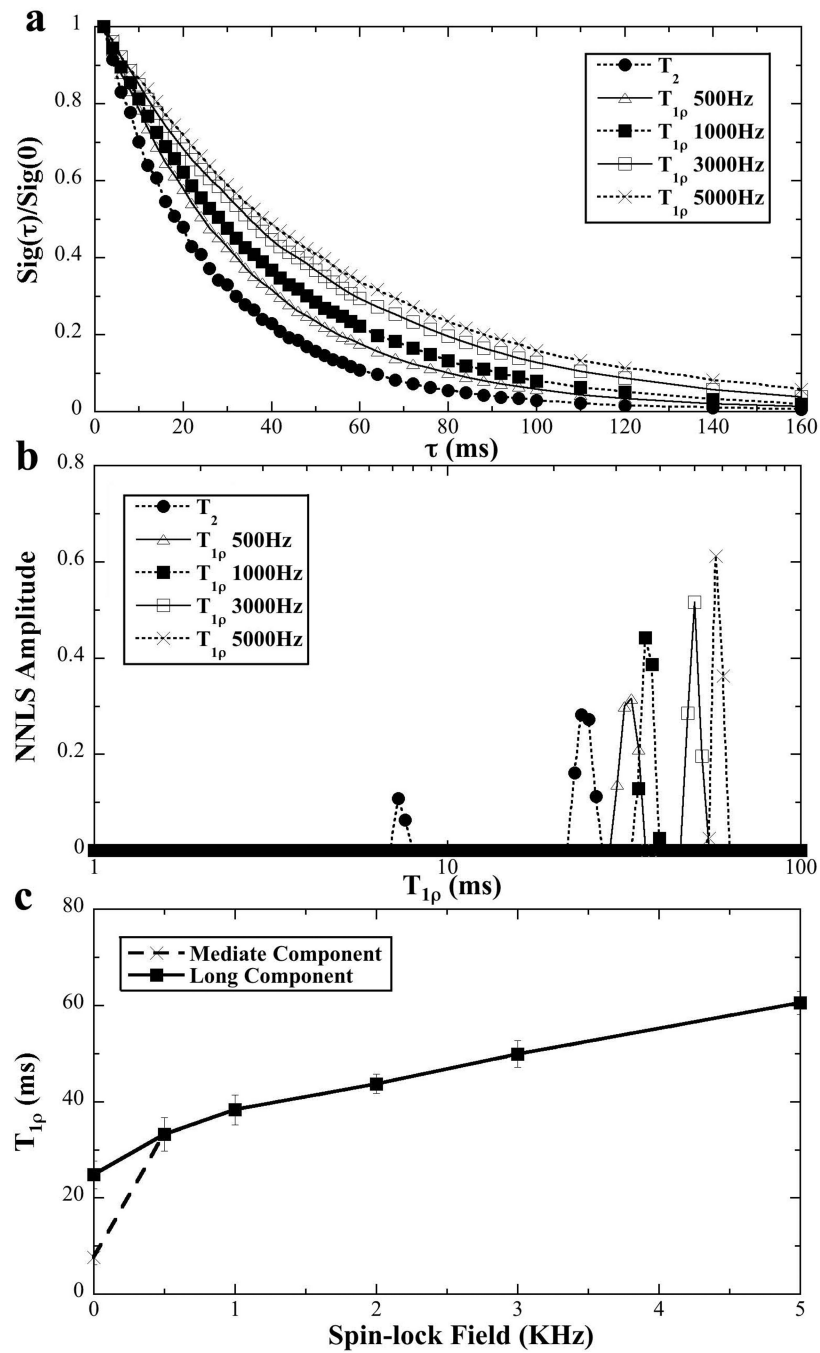 a
1
0.8
0.6
0.4
0.2
0
Sig(τ)/Sig(0)
T2
T1ρ 500Hz
T1ρ 1000Hz
T1ρ 3000Hz
T1ρ 5000Hz
0 20 40 60 80 100 120 140 160
τ (ms)
b
0.8
0.6
0.4
0.2
0
NNLS Amplitude
T2
T1ρ 500Hz
T1ρ 1000Hz
T1ρ 3000Hz
T1ρ 5000Hz
1 10 100
T1ρ (ms)
c
80
60
40
20
0
T1ρ (ms)
Mediate Component
Long Component
0 1 2 3 4 5
Spin-lock Field (KHz)